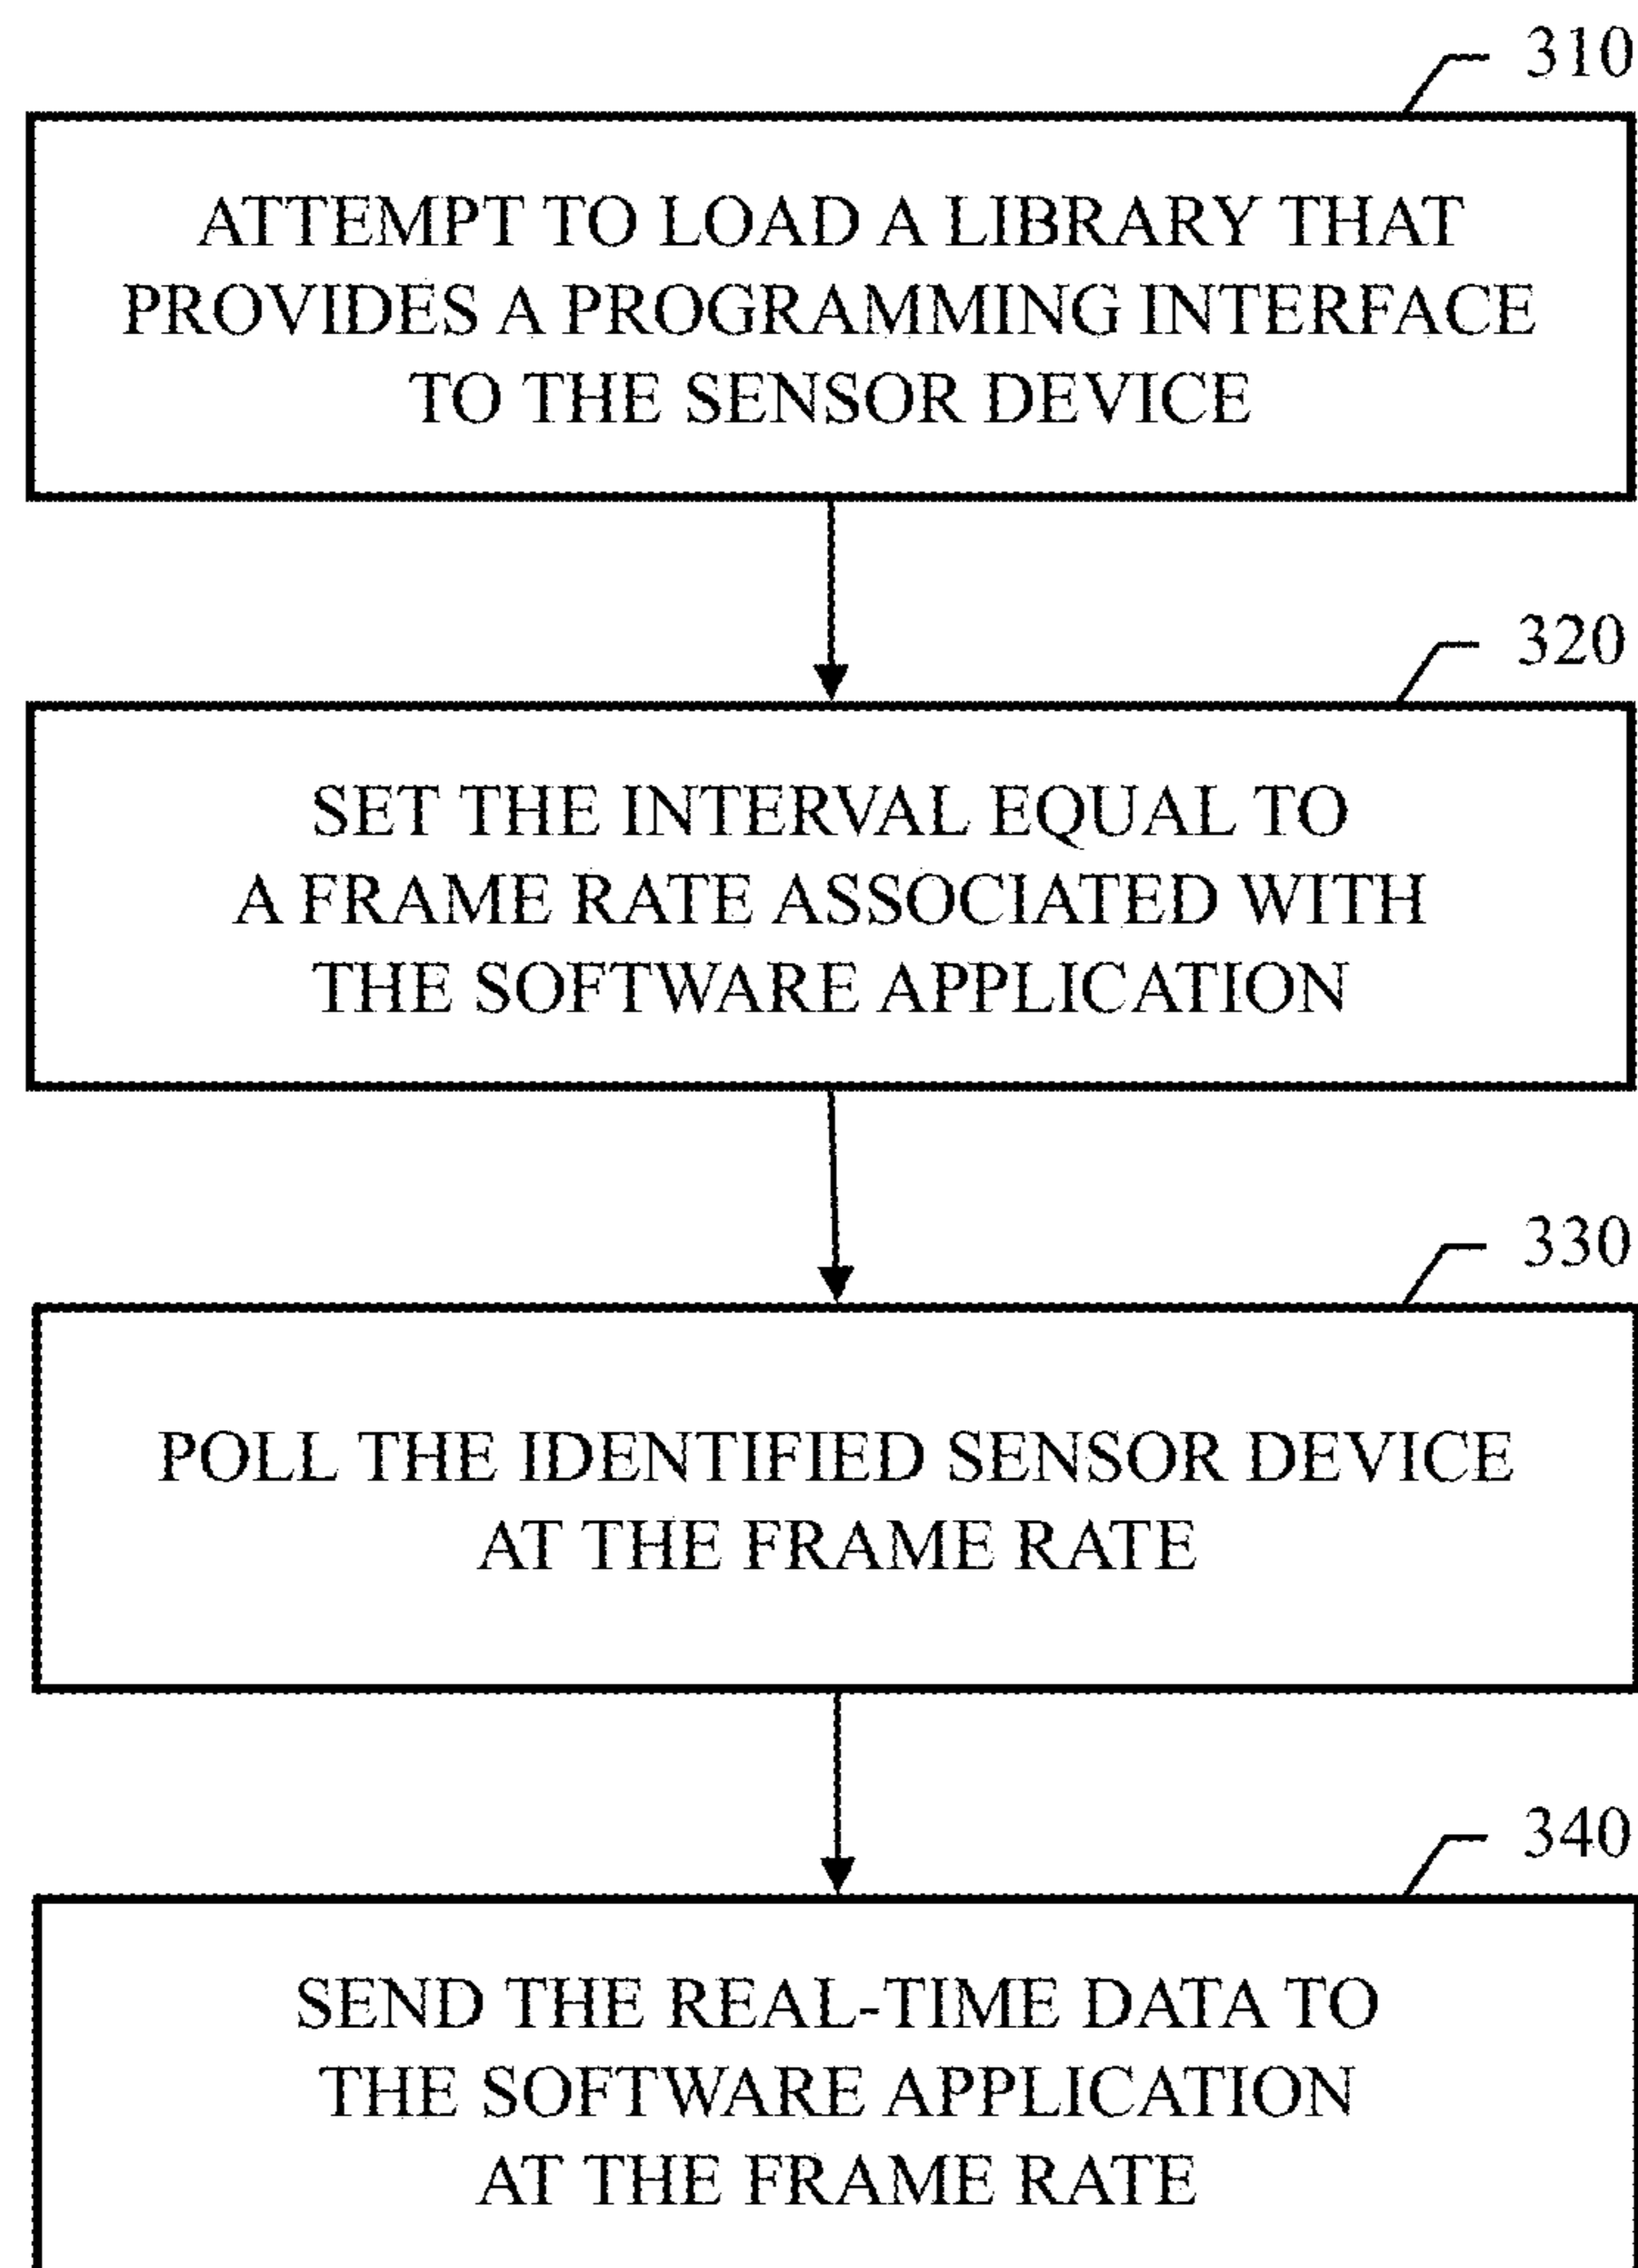 310
ATTEMPT TO LOAD A LIBRARY THAT
PROVIDES A PROGRAMMING INTERFACE
TO THE SENSOR DEVICE
320
SET THE INTERVAL EQUAL TO
A FRAME RATE ASSOCIATED WITH
THE SOFTWARE APPLICATION
330
POLL THE IDENTIFIED SENSOR DEVICE
AT THE FRAME RATE
340
SEND THE REAL-TIME DATA TO
THE SOFTWARE APPLICATION
AT THE FRAME RATE